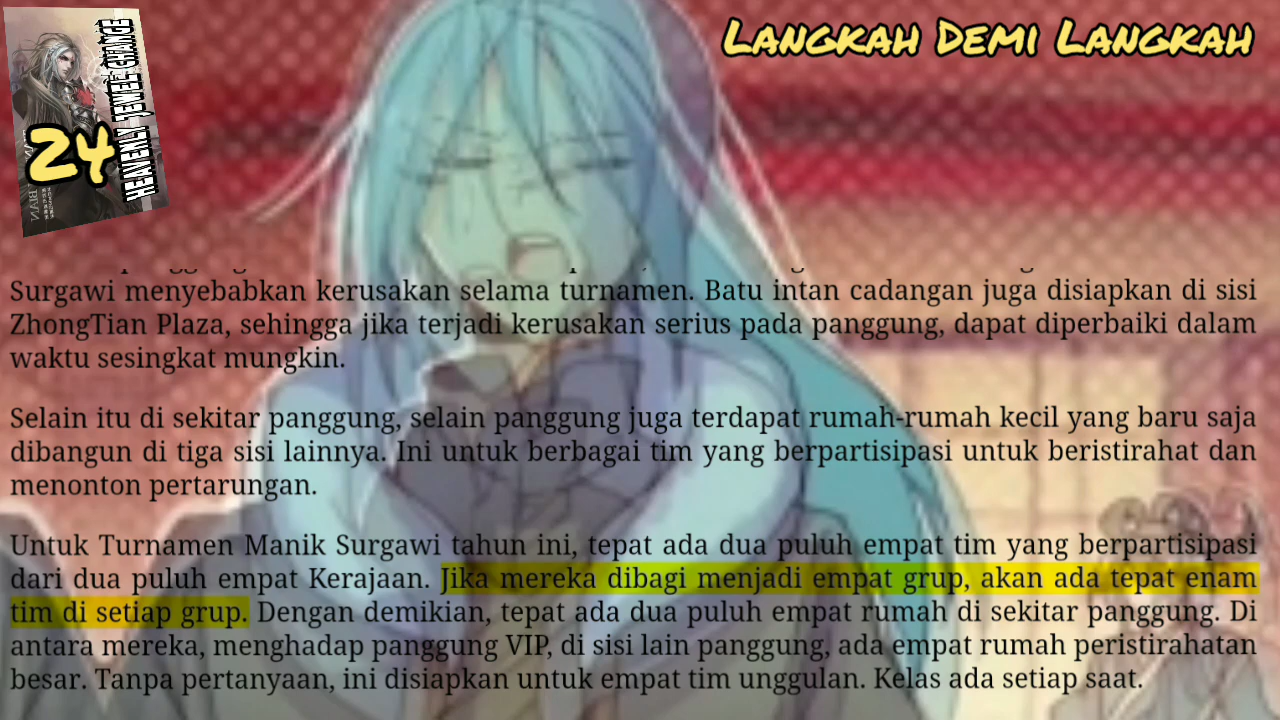 LANGKAH DEMI LANGKAH
HEAVENLY JEWEL CHANGE
24
Surgawi menyebabkan kerusakan selama turnamen. Batu intan cadangan juga disiapkan di sisi
ZhongTian Plaza, sehingga jika terjadi kerusakan serius pada panggung, dapat diperbaiki dalam
waktu sesingkat mungkin.
Selain itu di sekitar panggung, selain panggung juga terdapat rumah-rumah kecil yang baru saja
dibangun di tiga sisi lainnya. Ini untuk berbagai tim yang berpartisipasi untuk beristirahat dan
menonton pertarungan.
Untuk Turnamen Manik Surgawi tahun ini, tepat ada dua puluh empat tim yang berpartisipasi
dari dua puluh empat Kerajaan. Jika mereka dibagi menjadi empat grup, akan ada tepat enam
tim di setiap grup. Dengan demikian, tepat ada dua puluh empat rumah di sekitar panggung. Di
antara mereka, menghadap panggung VIP, di sisi lain panggung, ada empat rumah peristirahatan
besar. Tanpa pertanyaan, ini disiapkan untuk empat tim unggulan. Kelas ada setiap saat.